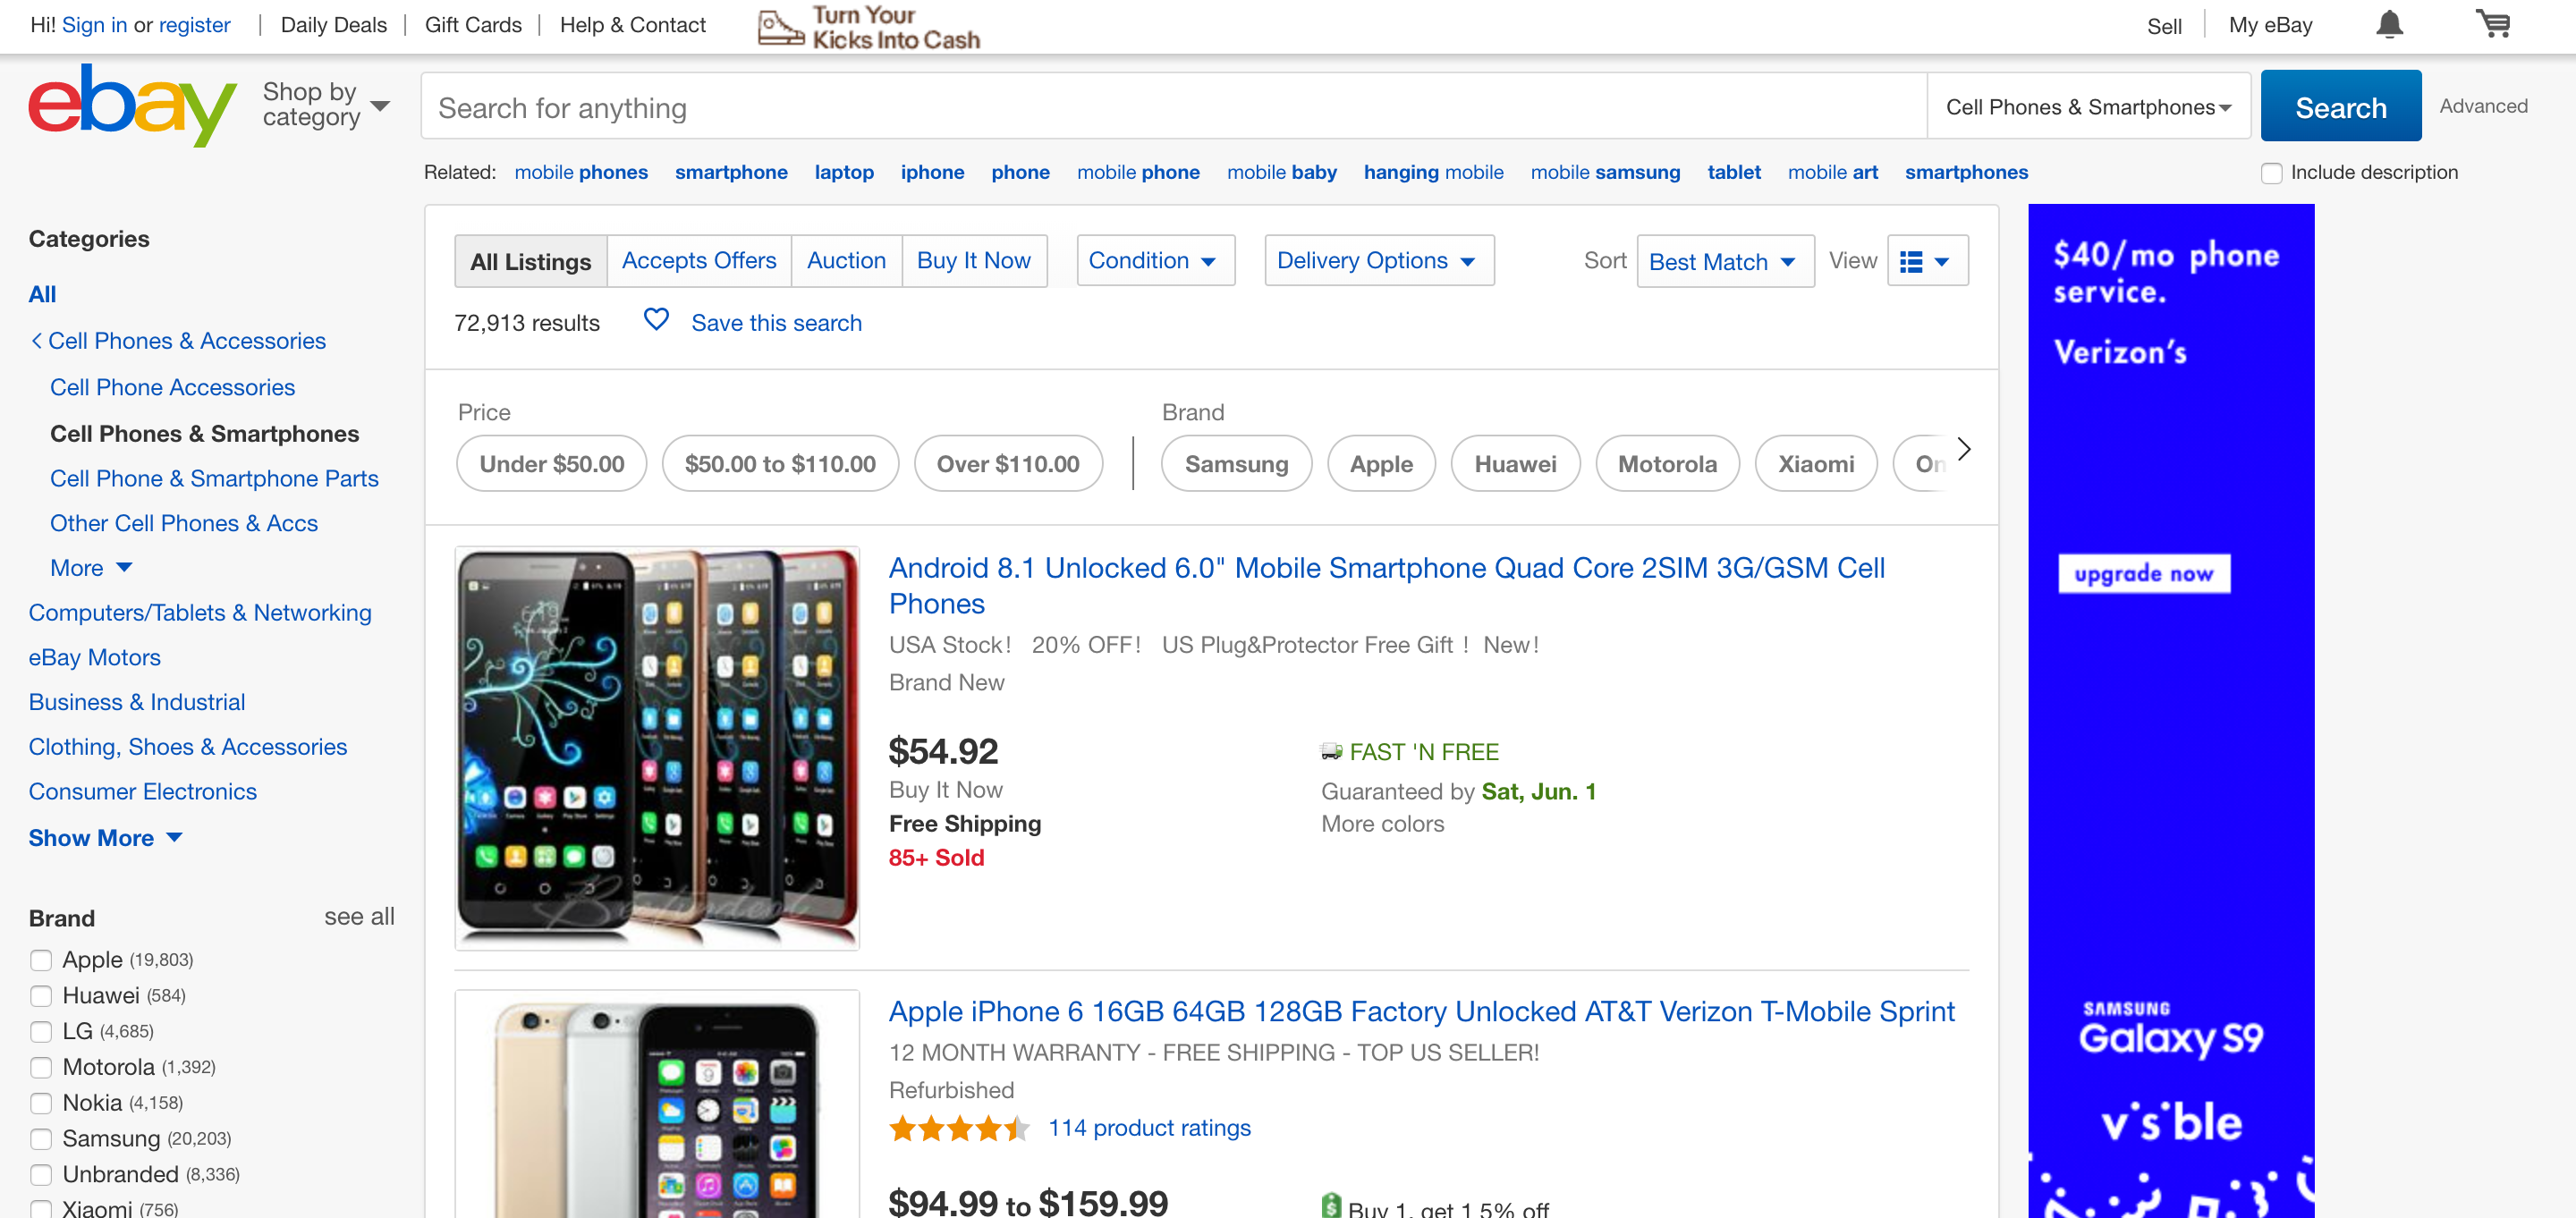 Hi! Sign in or register | Daily Deals | Gift Cards | Help & Contact
Turn Your
Kicks Into Cash
Sell My eBay
ebay
Shop by
category
Search for anything
Cell Phones & Smartphones
Search
Advanced
Related: mobile phones smartphone laptop iphone phone mobile phone mobile baby hanging mobile mobile samsung tablet mobile art smartphones
Include description
Categories
All
Cell Phones & Accessories
Cell Phone Accessories
Cell Phones & Smartphones
Cell Phone & Smartphone Parts
Other Cell Phones & Accs
More
Computers/Tablets & Networking
eBay Motors
Business & Industrial
Clothing, Shoes & Accessories
Consumer Electronics
Show More
Brand see all
Apple (19,803)
Huawei (584)
LG (4,685)
Motorola (1,392)
Nokia (4,158)
Samsung (20,203)
Unbranded (8,336)
Xiaomi (756)
All Listings Accepts Offers Auction Buy It Now Condition Delivery Options Sort Best Match View
72,913 results Save this search
Price Brand
Under $50.00 $50.00 to $110.00 Over $110.00 Samsung Apple Huawei Motorola Xiaomi On
Android 8.1 Unlocked 6.0" Mobile Smartphone Quad Core 2SIM 3G/GSM Cell
Phones
USA Stock! 20% OFF! US Plug&Protector Free Gift ! New!
Brand New
$54.92
Buy It Now
Free Shipping
85+ Sold
FAST 'N FREE
Guaranteed by Sat, Jun. 1
More colors
Apple iPhone 6 16GB 64GB 128GB Factory Unlocked AT&T Verizon T-Mobile Sprint
12 MONTH WARRANTY - FREE SHIPPING - TOP US SELLER!
Refurbished
114 product ratings
$94.99 to $159.99
Buy 1, get 1 5% off
$40/mo phone
service.
Verizon's
upgrade now
SAMSUNG
Galaxy S9
visible